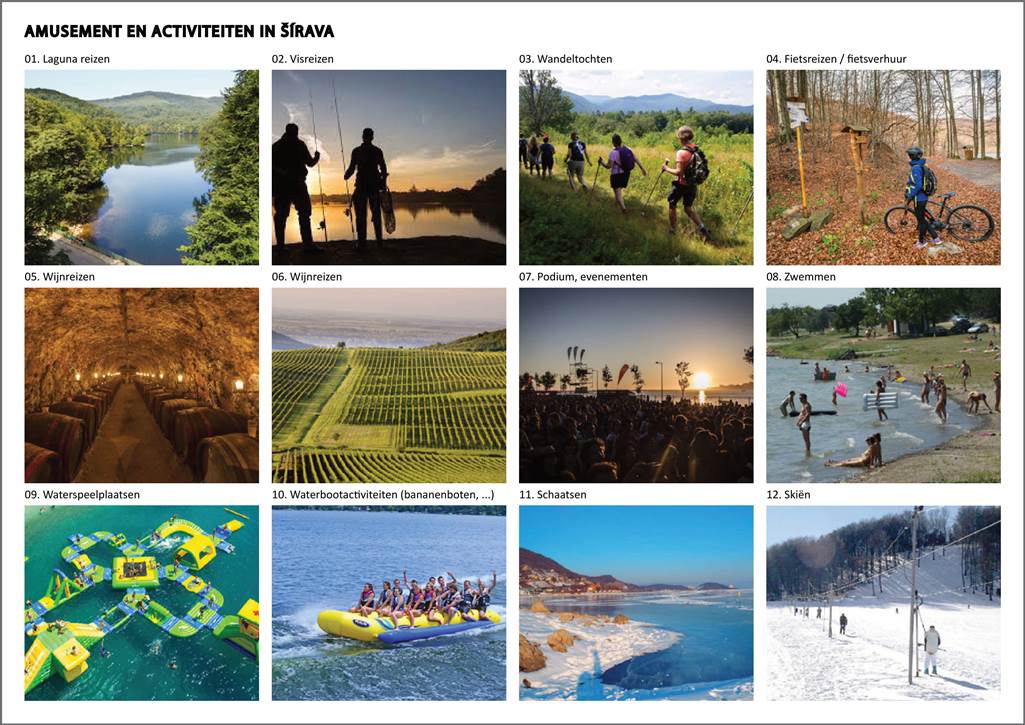 AMUSEMENT EN ACTIVITEITEN IN ŠÍRAVA
01. Laguna reizen
02. Visreizen
03. Wandeltochten
04. Fietsreizen / fietsverhuur
05. Wijnreizen
06. Wijnreizen
07. Podium, evenementen
08. Zwemmen
09. Waterspeelplaatsen
10. Waterbootactiviteiten (bananenboten, ...)
11. Schaatsen
12. Skiën